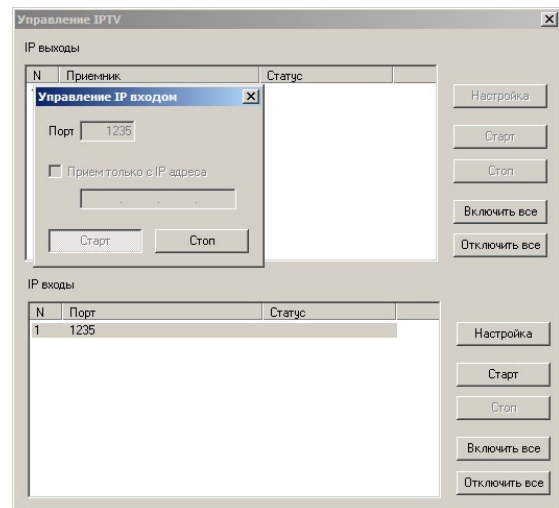 Управление IPTV
IP выходы
N Приемник Статус
Управление IP входом
Порт 1235
Прием только с IP адреса
. . .
Старт Стоп
Настройка
Старт
Стоп
Включить все
Отключить все
IP входы
N Порт Статус
1 1235
Настройка
Старт
Стоп
Включить все
Отключить все